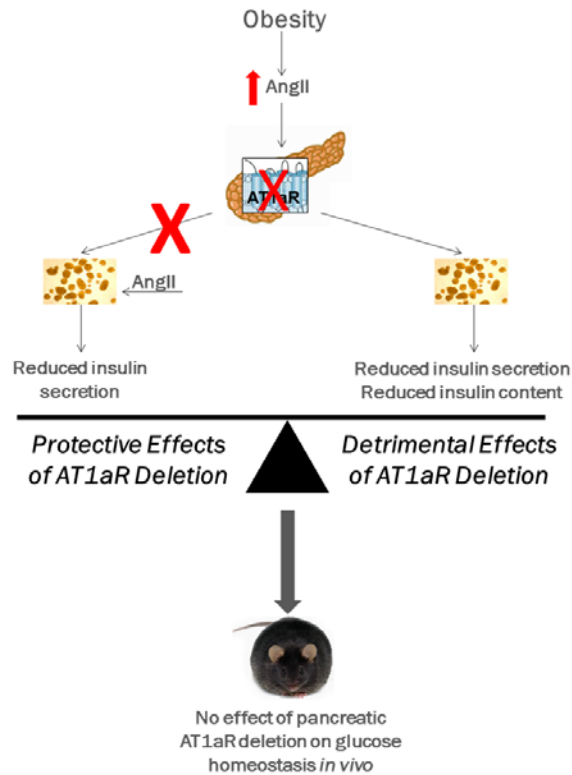 Obesity
AngII
AT1aR
X
X
AngII
Reduced insulin
secretion
Reduced insulin secretion
Reduced insulin content
Protective Effects
of AT1aR Deletion
Detrimental Effects
of AT1aR Deletion
No effect of pancreatic
AT1aR deletion on glucose
homeostasis in vivo